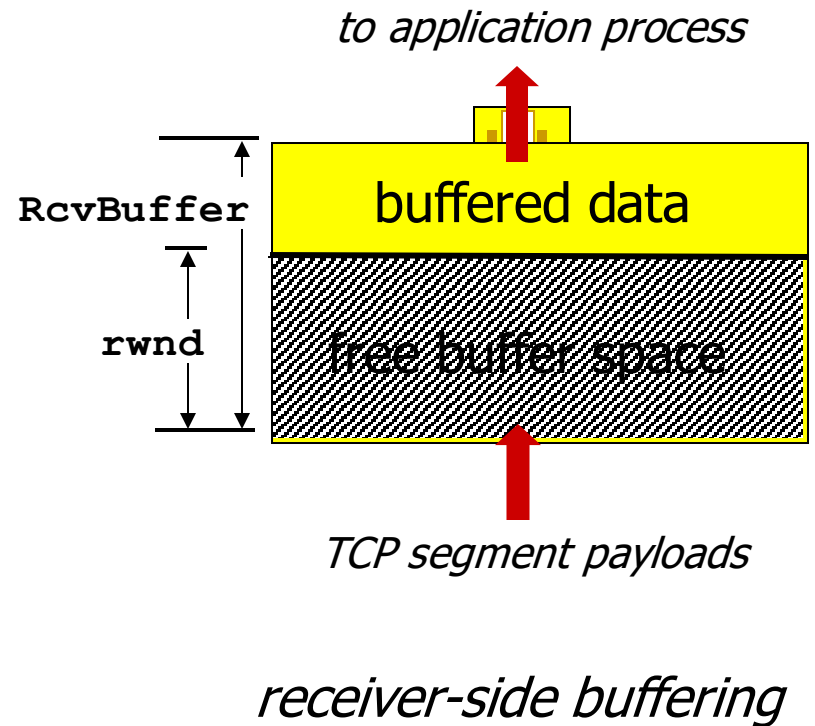 to application process
buffered data
RcvBuffer
rwnd
free buffer space
TCP segment payloads
receiver-side buffering